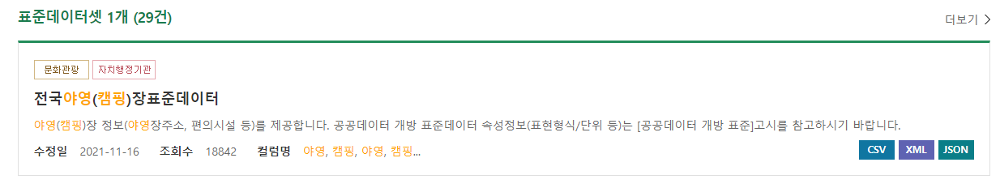 표준데이터셋 1개 (29건)
더보기
문화관광 자치행정기관
전국야영(캠핑)장표준데이터
야영(캠핑)장 정보(야영장주소, 편의시설 등)를 제공합니다. 공공데이터 개방 표준데이터 속성정보(표현형식/단위 등)는 [공공데이터 개방 표준]고시를 참고하시기 바랍니다.
수정일 2021-11-16 조회수 18842 컬럼명 야영, 캠핑, 야영, 캠핑...
CSV XML JSON